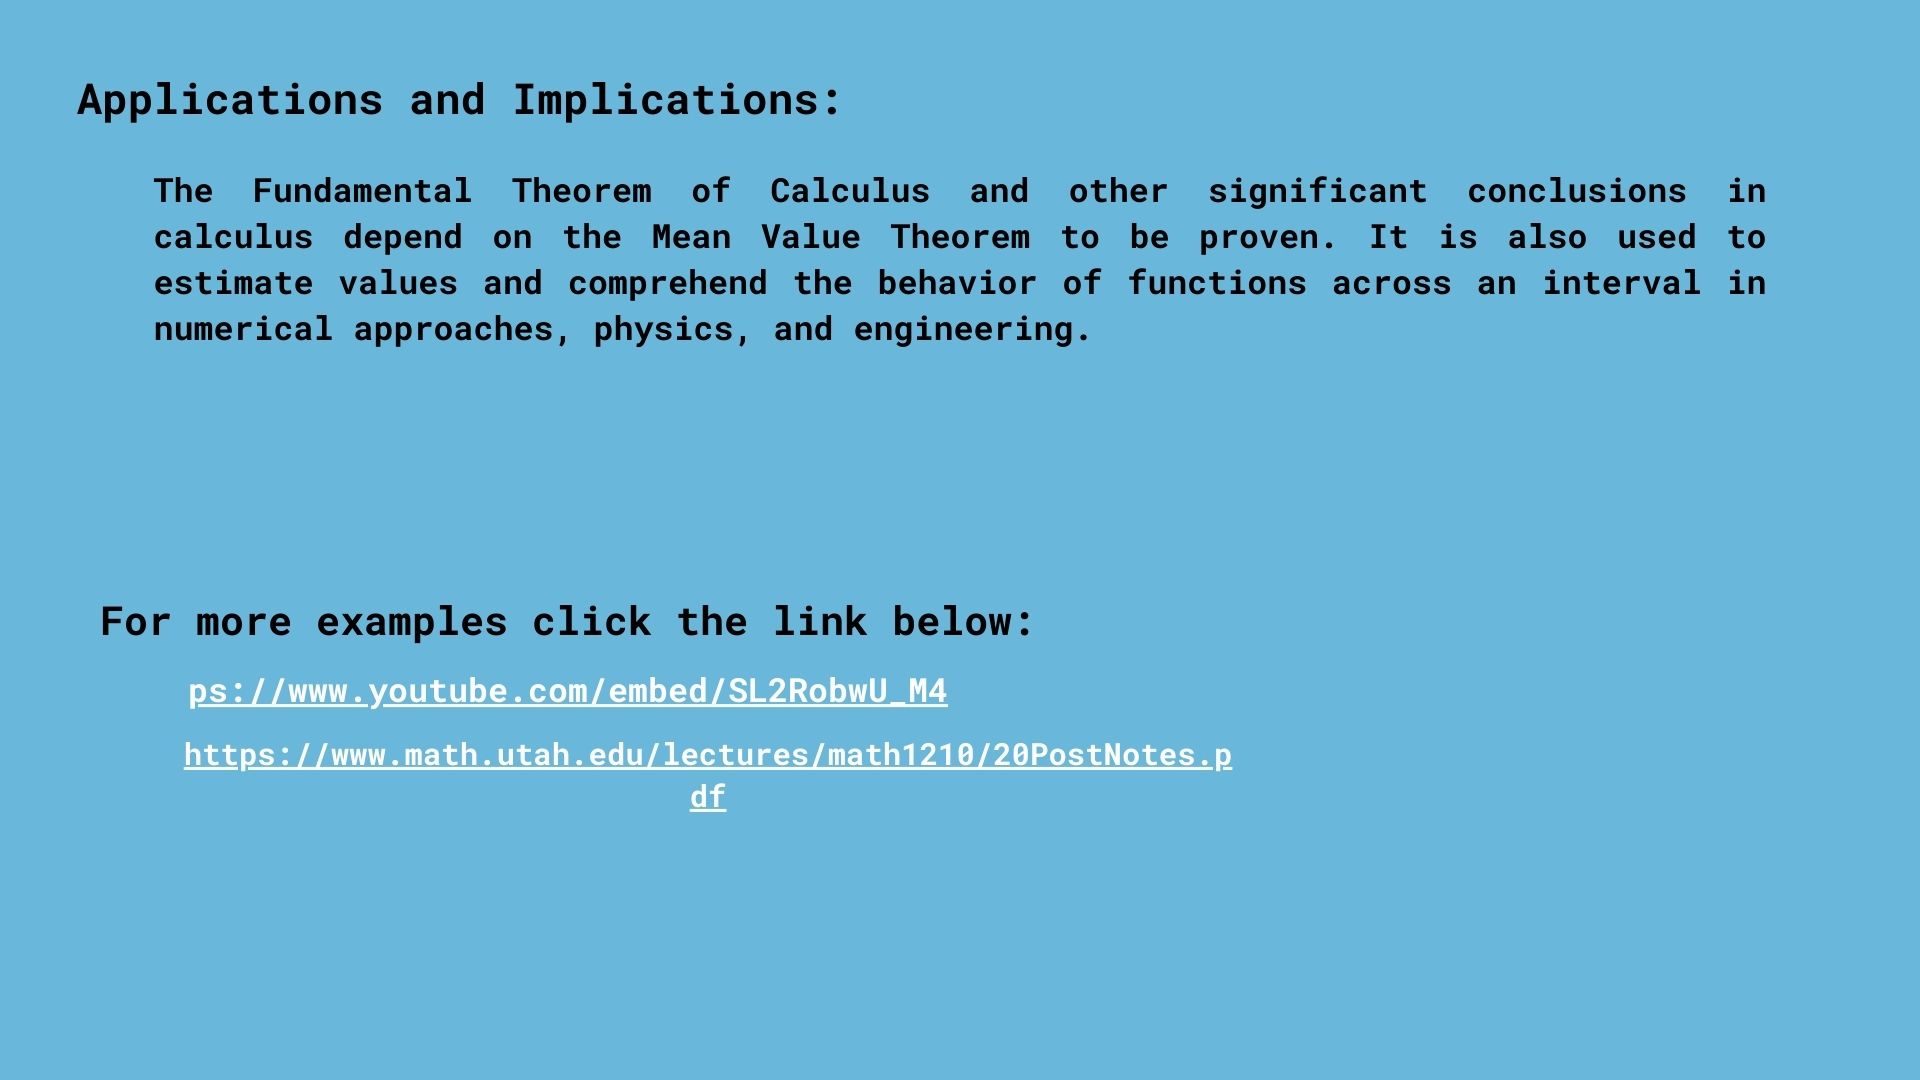 Applications and Implications:
The Fundamental Theorem of Calculus and other significant conclusions in
calculus depend on the Mean Value Theorem to be proven. It is also used to
estimate values and comprehend the behavior of functions across an interval in
numerical approaches, physics, and engineering.
For more examples click the link below:
ps://www.youtube.com/embed/SL2RobwU_M4
https://www.math.utah.edu/lectures/math1210/20PostNotes.p
df